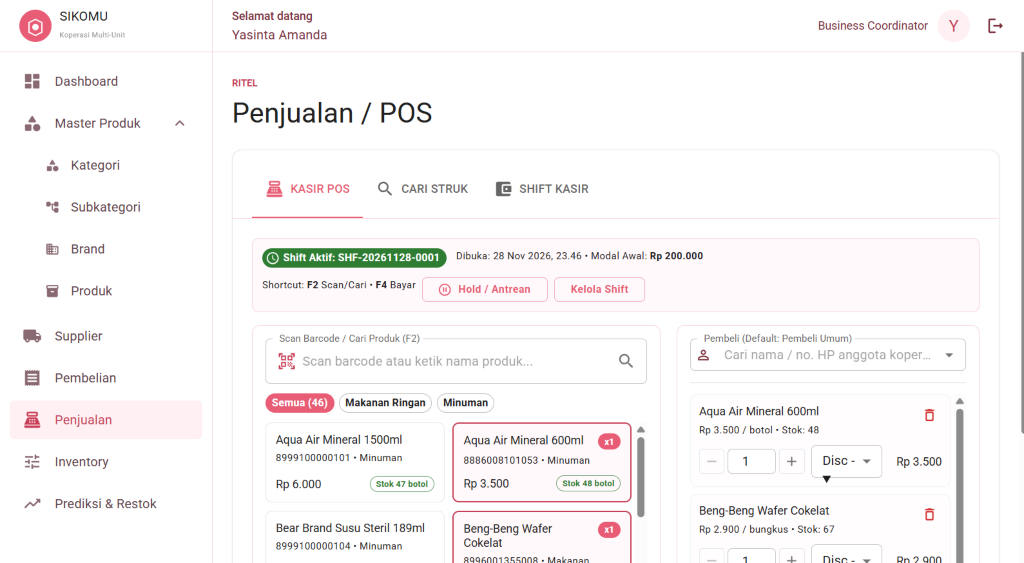 SIKOMU
Koperasi Multi-Unit
Selamat datang
Yasinta Amanda
Business Coordinator
Y
Dashboard
Master Produk
Kategori
Subkategori
Brand
Produk
Supplier
Pembelian
Penjualan
Inventory
Prediksi & Restok
RITEL
Penjualan / POS
KASIR POS
CARI STRUK
SHIFT KASIR
Shift Aktif: SHF-20261128-0001
Dibuka: 28 Nov 2026, 23.46 • Modal Awal: Rp 200.000
Shortcut: F2 Scan/Cari • F4 Bayar
Hold / Antrean
Kelola Shift
Scan Barcode / Cari Produk (F2)
Scan barcode atau ketik nama produk...
Semua (46)
Makanan Ringan
Minuman
Aqua Air Mineral 1500ml
8999100000101 • Minuman
Rp 6.000
Stok 47 botol
Aqua Air Mineral 600ml
x1
8886008101053 • Minuman
Rp 3.500
Stok 48 botol
Bear Brand Susu Steril 189ml
8999100000104 • Minuman
Beng-Beng Wafer
Cokelat
x1
8996001355008 • Makanan
Pembeli (Default: Pembeli Umum)
Cari nama / no. HP anggota koper...
Aqua Air Mineral 600ml
Rp 3.500 / botol • Stok: 48
1
Disc -
Rp 3.500
Beng-Beng Wafer Cokelat
Rp 2.900 / bungkus • Stok: 67
1
Disc -
Rp 2.900